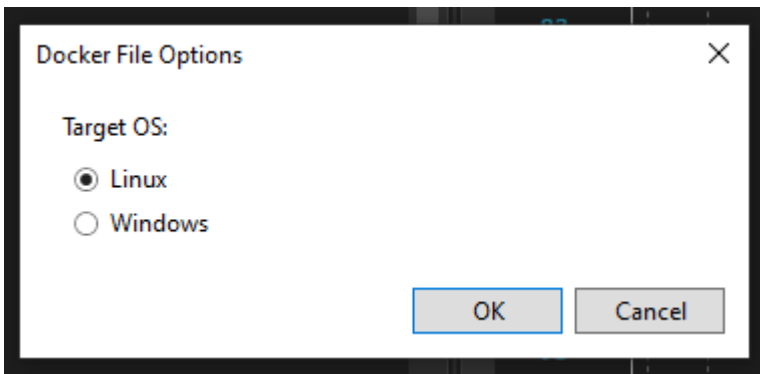 Docker File Options
Target OS:
Linux
Windows
OK
Cancel